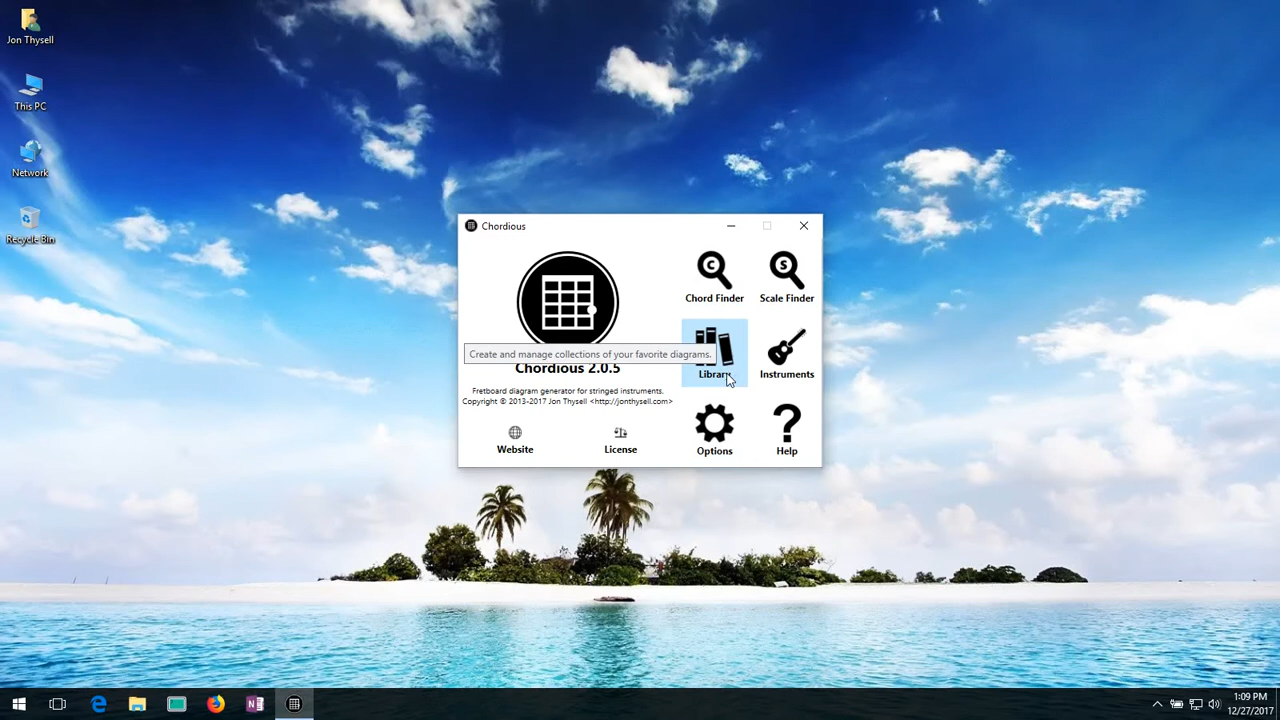 Jon Thysell
This PC
Network
Recycle Bin
Chordious
C
Chord Finder
S
Scale Finder
Create and manage collections of your favorite diagrams.
Library
Instruments
Chordious 2.0.5
Fretboard diagram generator for stringed instruments.
Copyright © 2013-2017 Jon Thysell <http://jonthysell.com>
Website
License
Options
?
Help
1:09 PM
12/27/2017